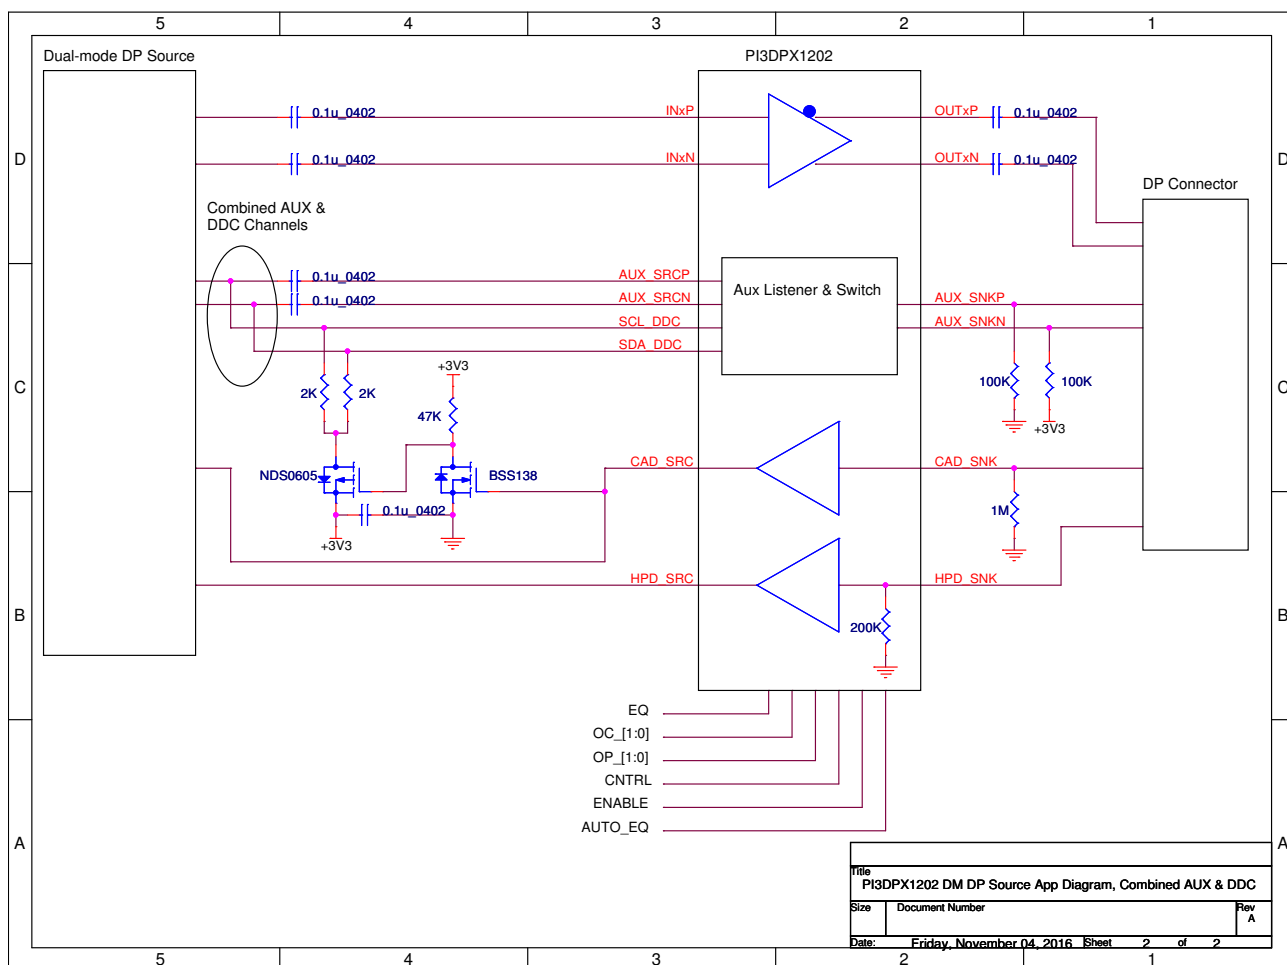 5 4 3 2 1
Dual-mode DP Source
PI3DPX1202
0.1u_0402
INxP
OUTxP
0.1u_0402
D
0.1u_0402
INxN
OUTxN
0.1u_0402
D
DP Connector
Combined AUX &
DDC Channels
0.1u_0402
AUX_SRCP
0.1u_0402
AUX_SRCN
Aux Listener & Switch
AUX_SNKP
SCL_DDC
AUX_SNKN
SDA_DDC
+3V3
C
2K
2K
47K
100K
100K
C
+3V3
NDS0605
BSS138
CAD_SRC
CAD_SNK
0.1u_0402
1M
+3V3
HPD_SRC
HPD_SNK
B
200K
B
EQ
OC_[1:0]
OP_[1:0]
CNTRL
ENABLE
AUTO_EQ
A
A
Title
PI3DPX1202 DM DP Source App Diagram, Combined AUX & DDC
Size
Document Number
Rev
A
Date: Friday, November 04, 2016 Sheet 2 of 2
5 4 3 2 1